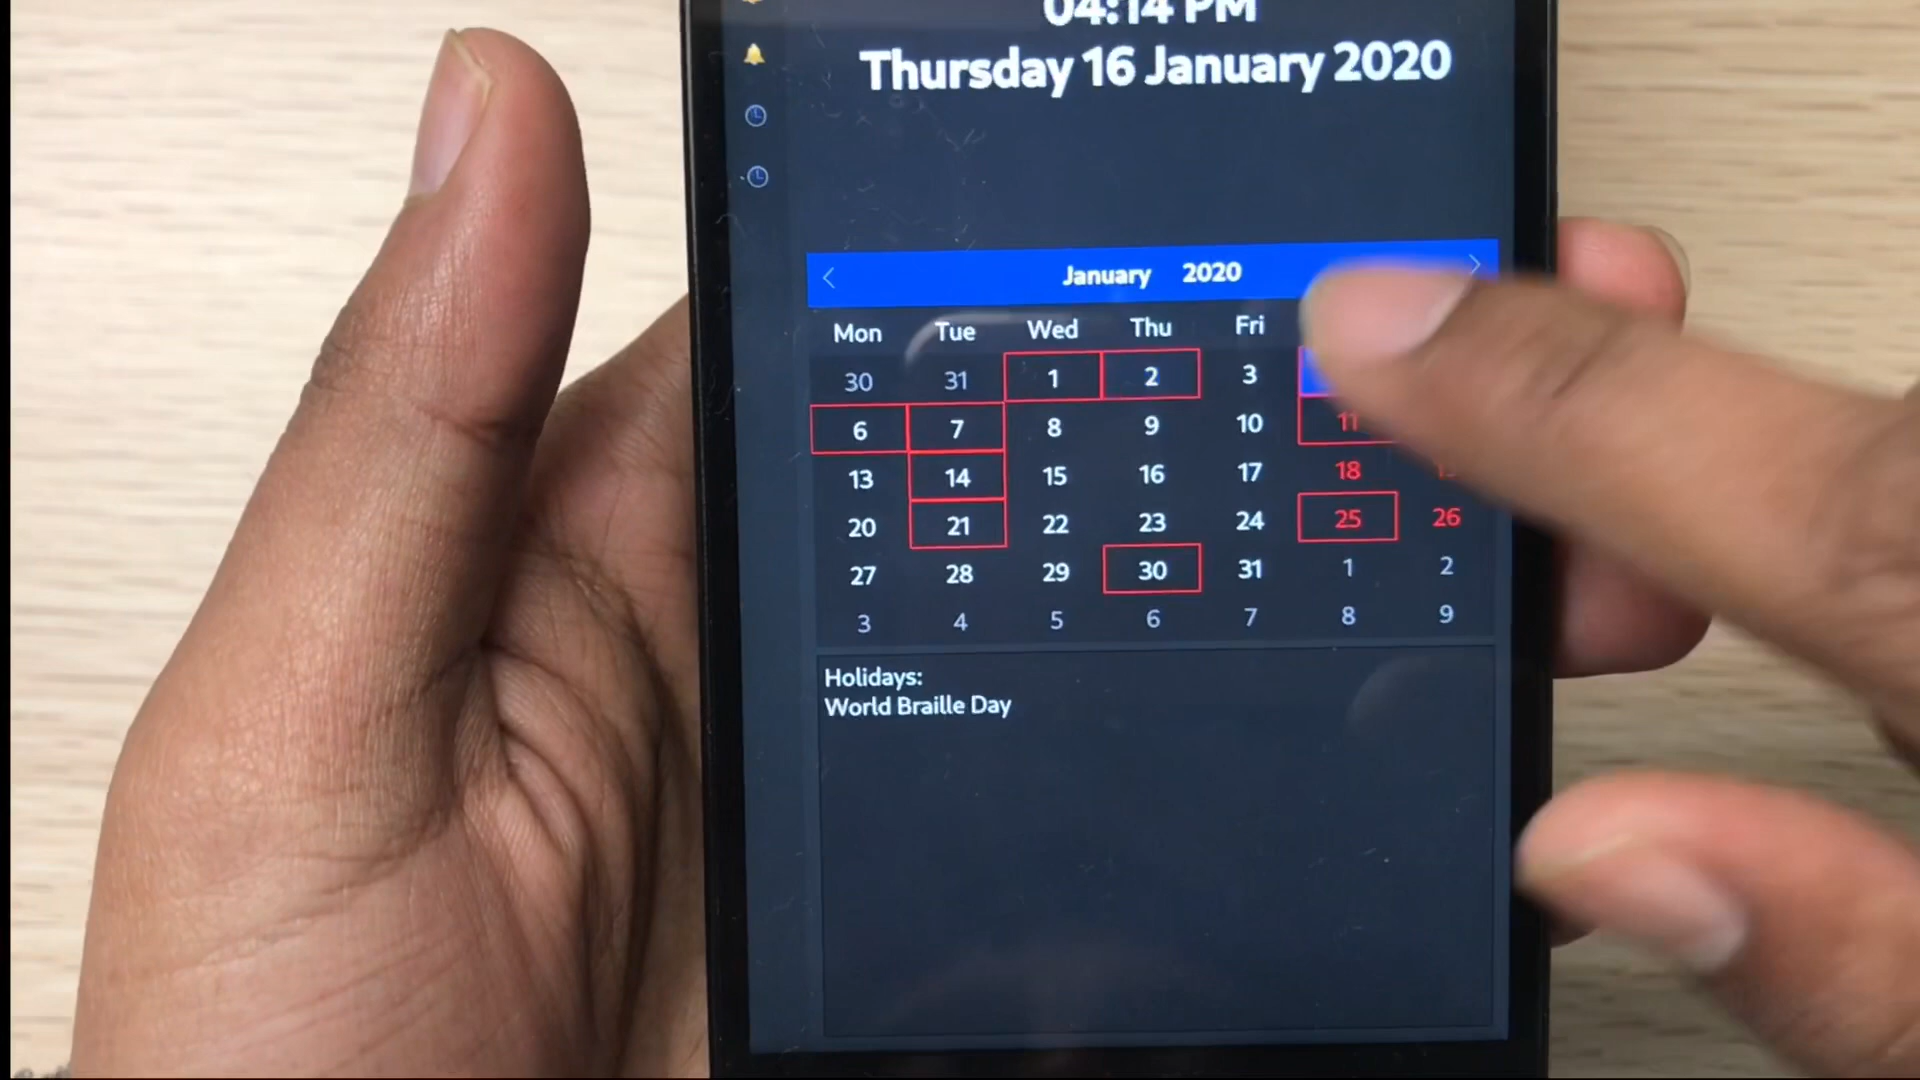 04:14 PM
Thursday 16 January 2020
January 2020
Mon Tue Wed Thu Fri
30 31 1 2 3
6 7 8 9 10 11
13 14 15 16 17 18
20 21 22 23 24 25 26
27 28 29 30 31 1 2
3 4 5 6 7 8 9
Holidays:
World Braille Day